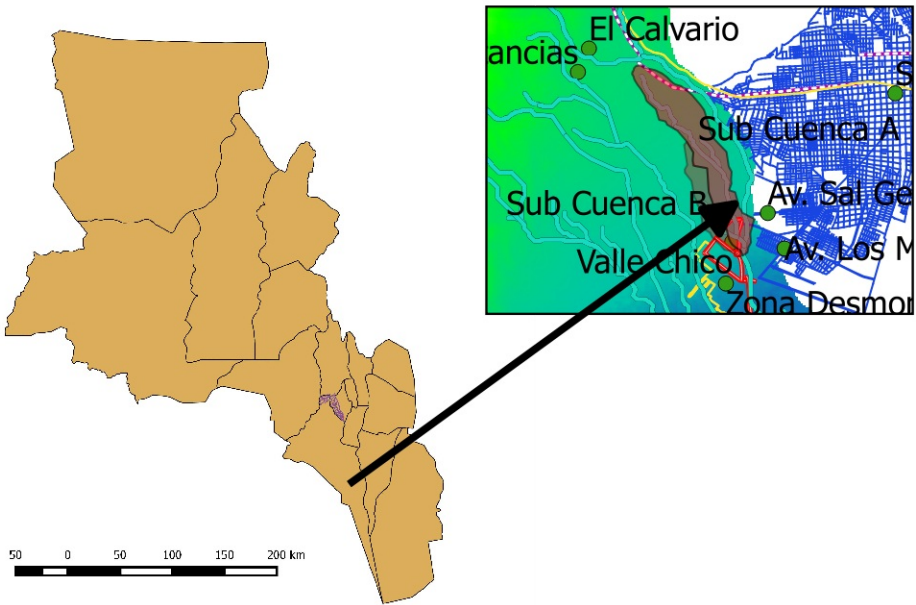 El Calvario
ancias
S
Sub Cuenca A
Sub Cuenca B
Av. Sal Ge
Av. Los M
Valle Chico
Zona Desmor
50 0 50 100 150 200 km